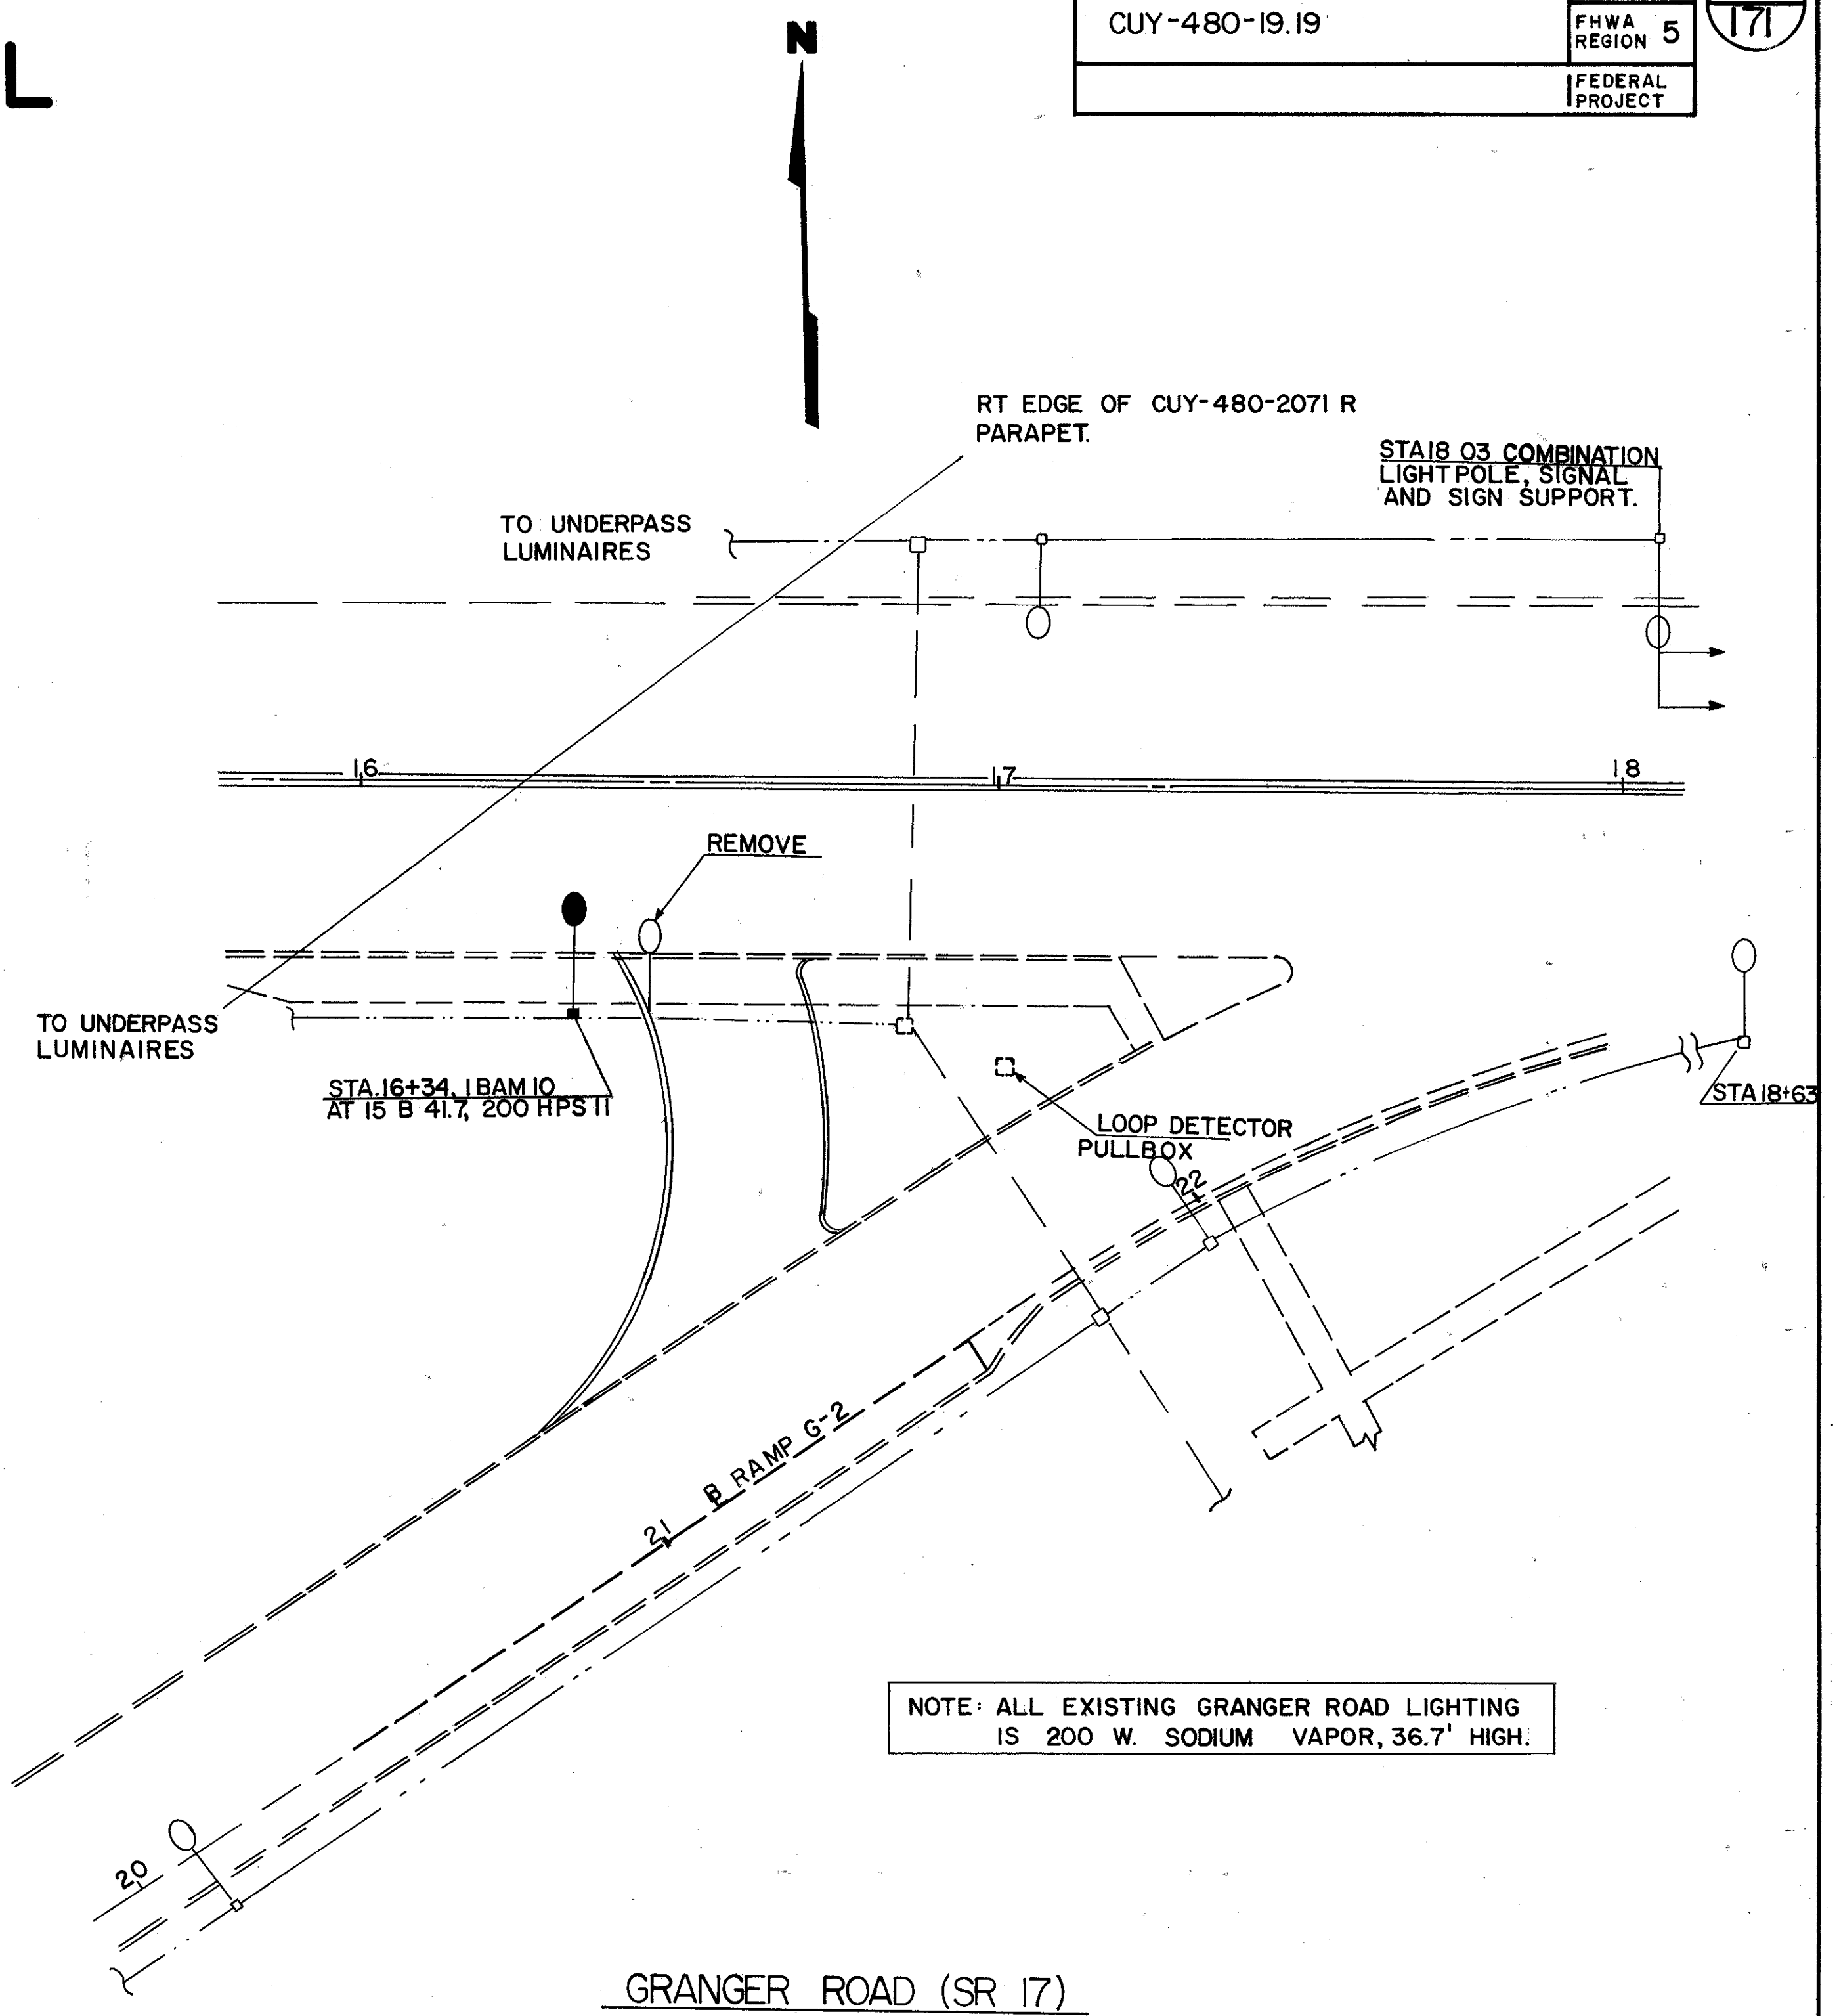 CUY-480-19.19
FHWA
REGION 5
171
FEDERAL
PROJECT
L
N
RT EDGE OF CUY-480-2071 R
PARAPET.
STA18 03 COMBINATION
LIGHT POLE, SIGNAL
AND SIGN SUPPORT.
TO UNDERPASS
LUMINAIRES
16
17
18
REMOVE
TO UNDERPASS
LUMINAIRES
STA.16+34, 1 BAM 10
AT 15 B 41.7, 200 HPS II
LOOP DETECTOR
PULLBOX
STA 18+63
22
B RAMP G-2
21
20
NOTE: ALL EXISTING GRANGER ROAD LIGHTING
IS 200 W. SODIUM VAPOR, 36.7' HIGH.
GRANGER ROAD (SR 17)